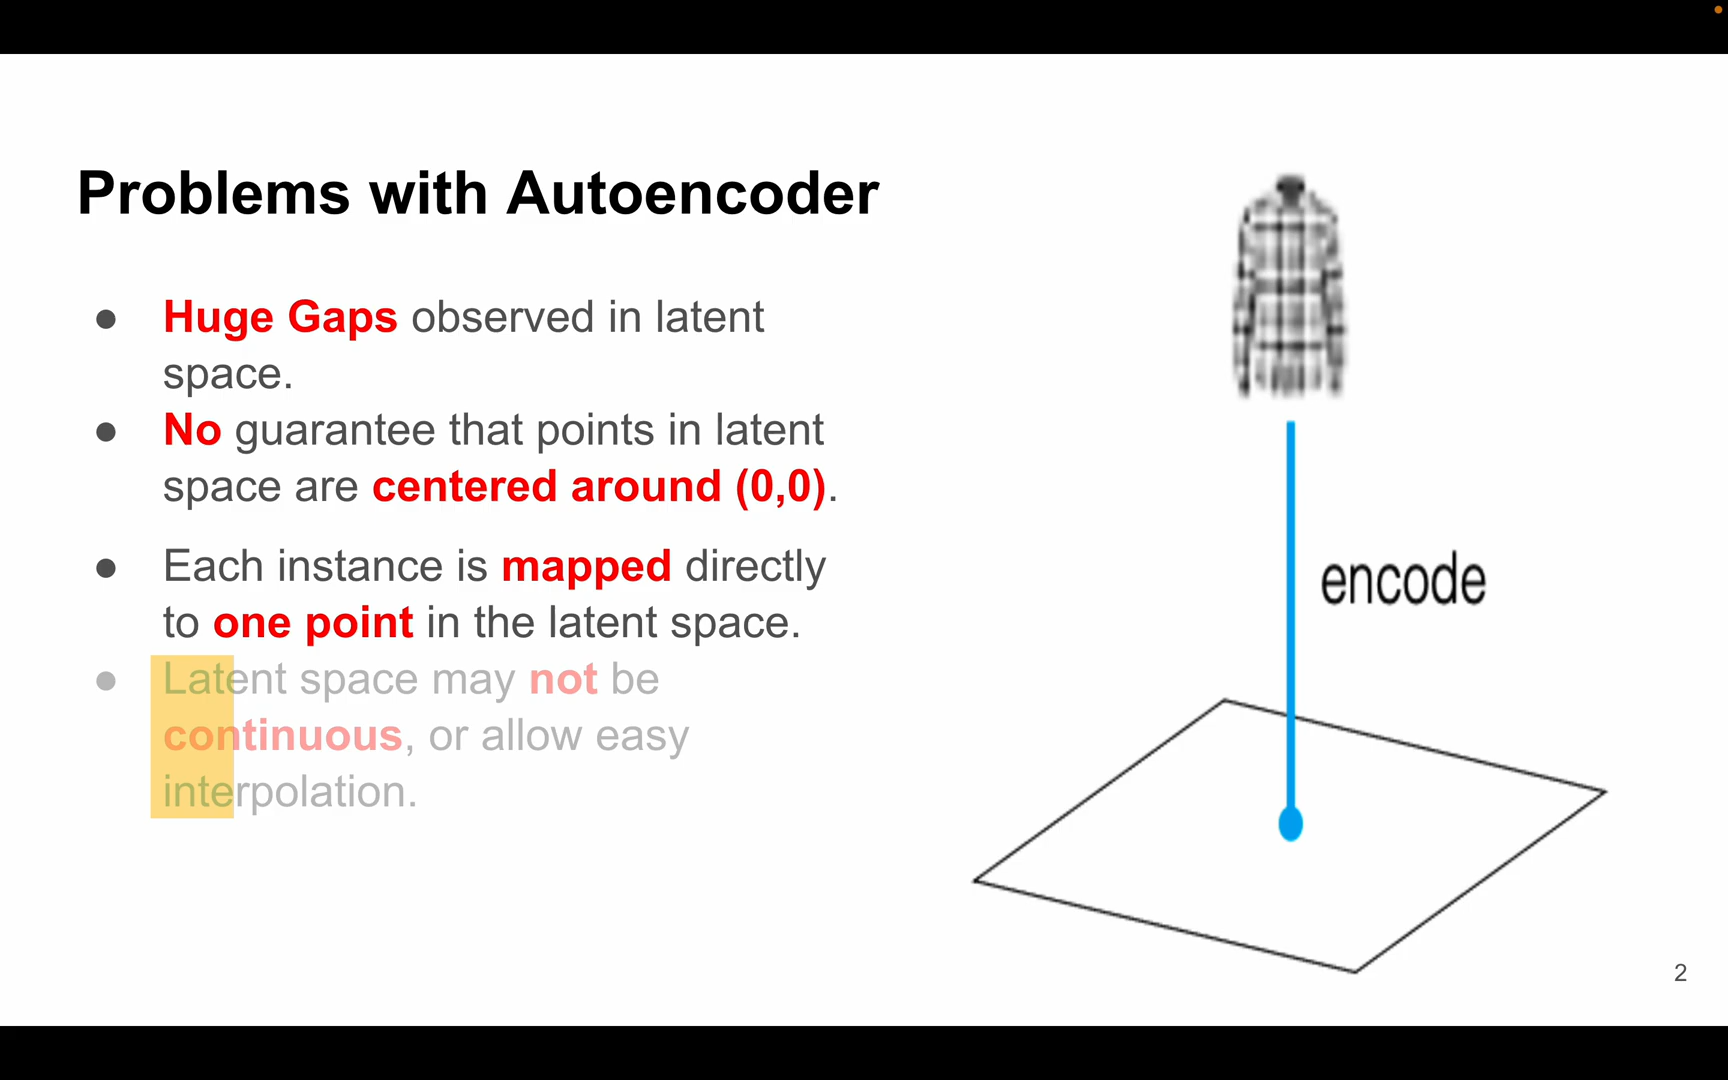 Problems with Autoencoder
● Huge Gaps observed in latent
space.
● No guarantee that points in latent
space are centered around (0,0).
● Each instance is mapped directly
to one point in the latent space.
● Latent space may not be
continuous, or allow easy
interpolation.
encode
2